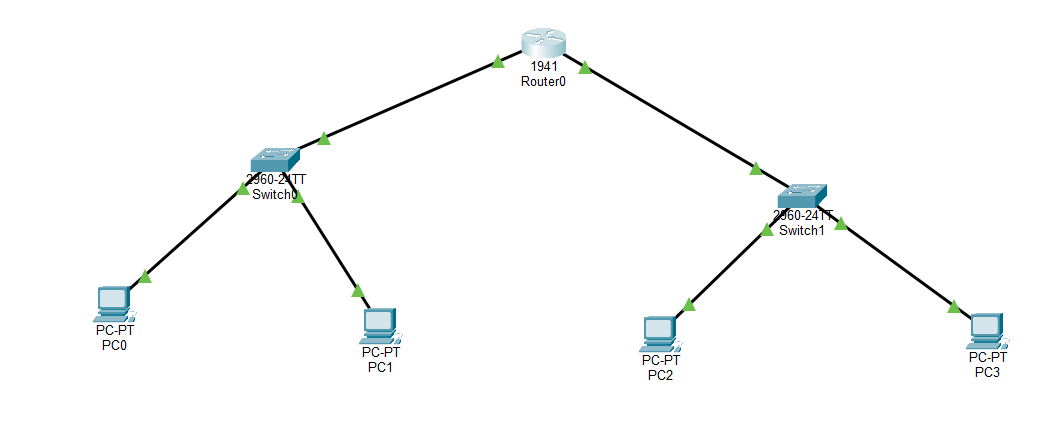 1941
Router0
2960-24TT
Switch0
2960-24TT
Switch1
PC-PT
PC0
PC-PT
PC1
PC-PT
PC2
PC-PT
PC3